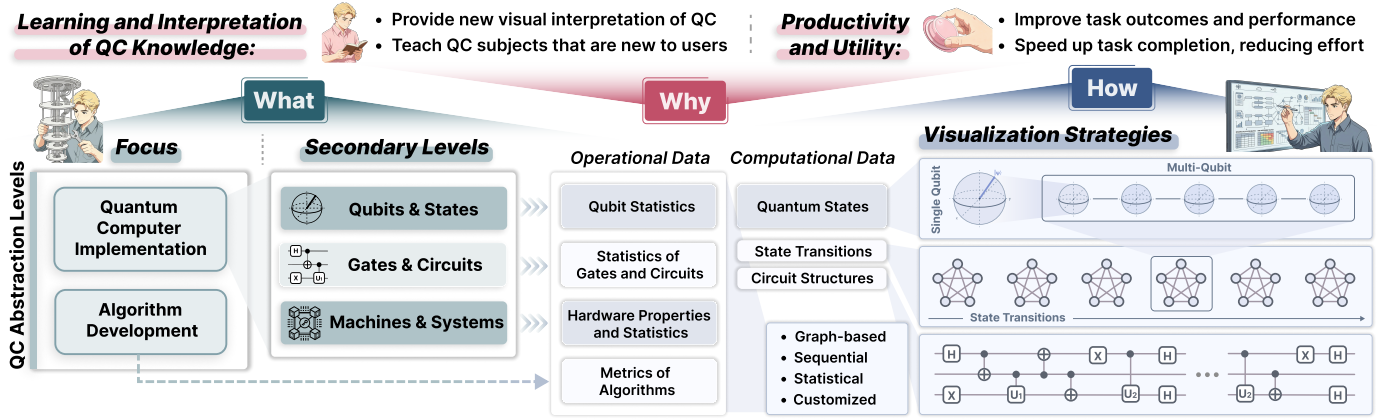 Learning and Interpretation
of QC Knowledge:
• Provide new visual interpretation of QC
• Teach QC subjects that are new to users
Productivity
and Utility:
• Improve task outcomes and performance
• Speed up task completion, reducing effort
What
Why
How
QC Abstraction Levels
Focus
Quantum
Computer
Implementation
Algorithm
Development
Secondary Levels
Qubits & States
H
X
U1
Gates & Circuits
Machines & Systems
Operational Data
Qubit Statistics
Statistics of
Gates and Circuits
Hardware Properties
and Statistics
Metrics of
Algorithms
Computational Data
Quantum States
State Transitions
Circuit Structures
• Graph-based
• Sequential
• Statistical
• Customized
Visualization Strategies
Single Qubit
Multi-Qubit
State Transitions
H X H X H
U1 U2 H U2
X H H